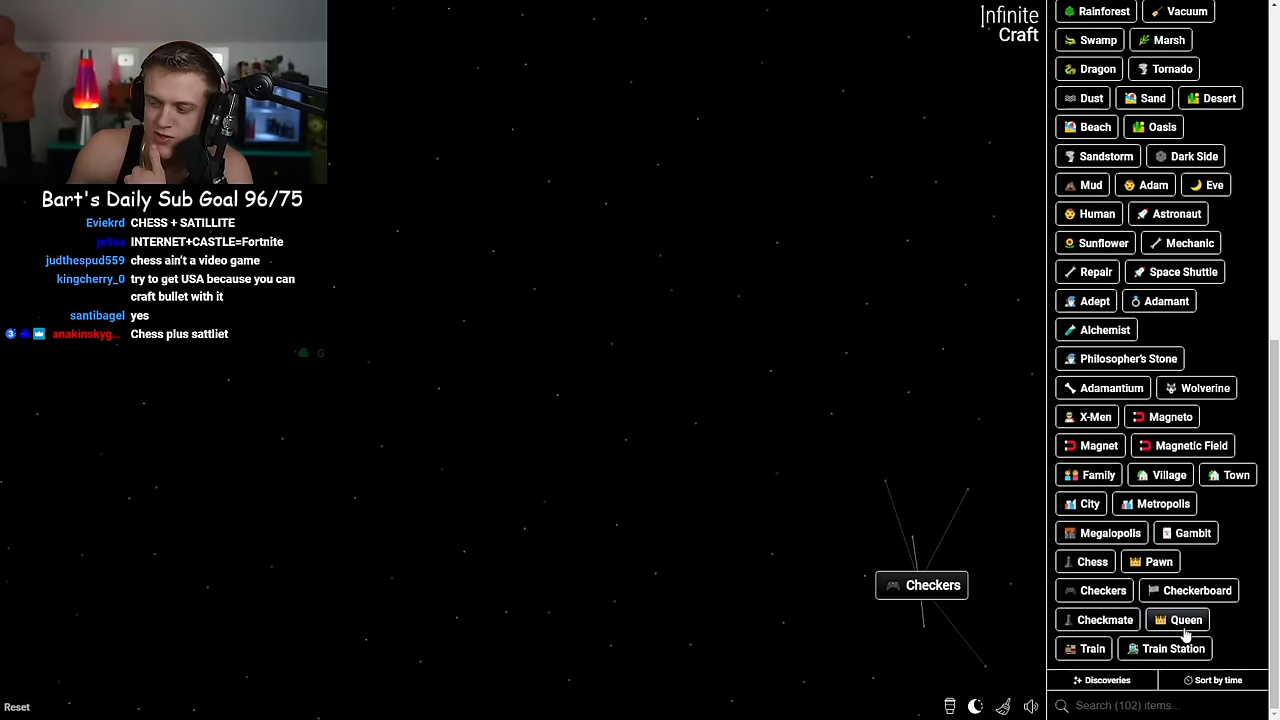 Infinite
Craft
Bart's Daily Sub Goal 96/75
Eviekrd CHESS + SATILLITE
INTERNET+CASTLE=Fortnite
judthespud559 chess ain't a video game
kingcherry_0 try to get USA because you can
craft bullet with it
santibagel yes
3 anakinskyg... Chess plus sattliet
G
Checkers
Rainforest Vacuum
Swamp Marsh
Dragon Tornado
Dust Sand Desert
Beach Oasis
Sandstorm Dark Side
Mud Adam Eve
Human Astronaut
Sunflower Mechanic
Repair Space Shuttle
Adept Adamant
Alchemist
Philosopher's Stone
Adamantium Wolverine
X-Men Magneto
Magnet Magnetic Field
Family Village Town
City Metropolis
Megalopolis Gambit
Chess Pawn
Checkers Checkerboard
Checkmate Queen
Train Train Station
Discoveries Sort by time
Search (102) items...
Reset